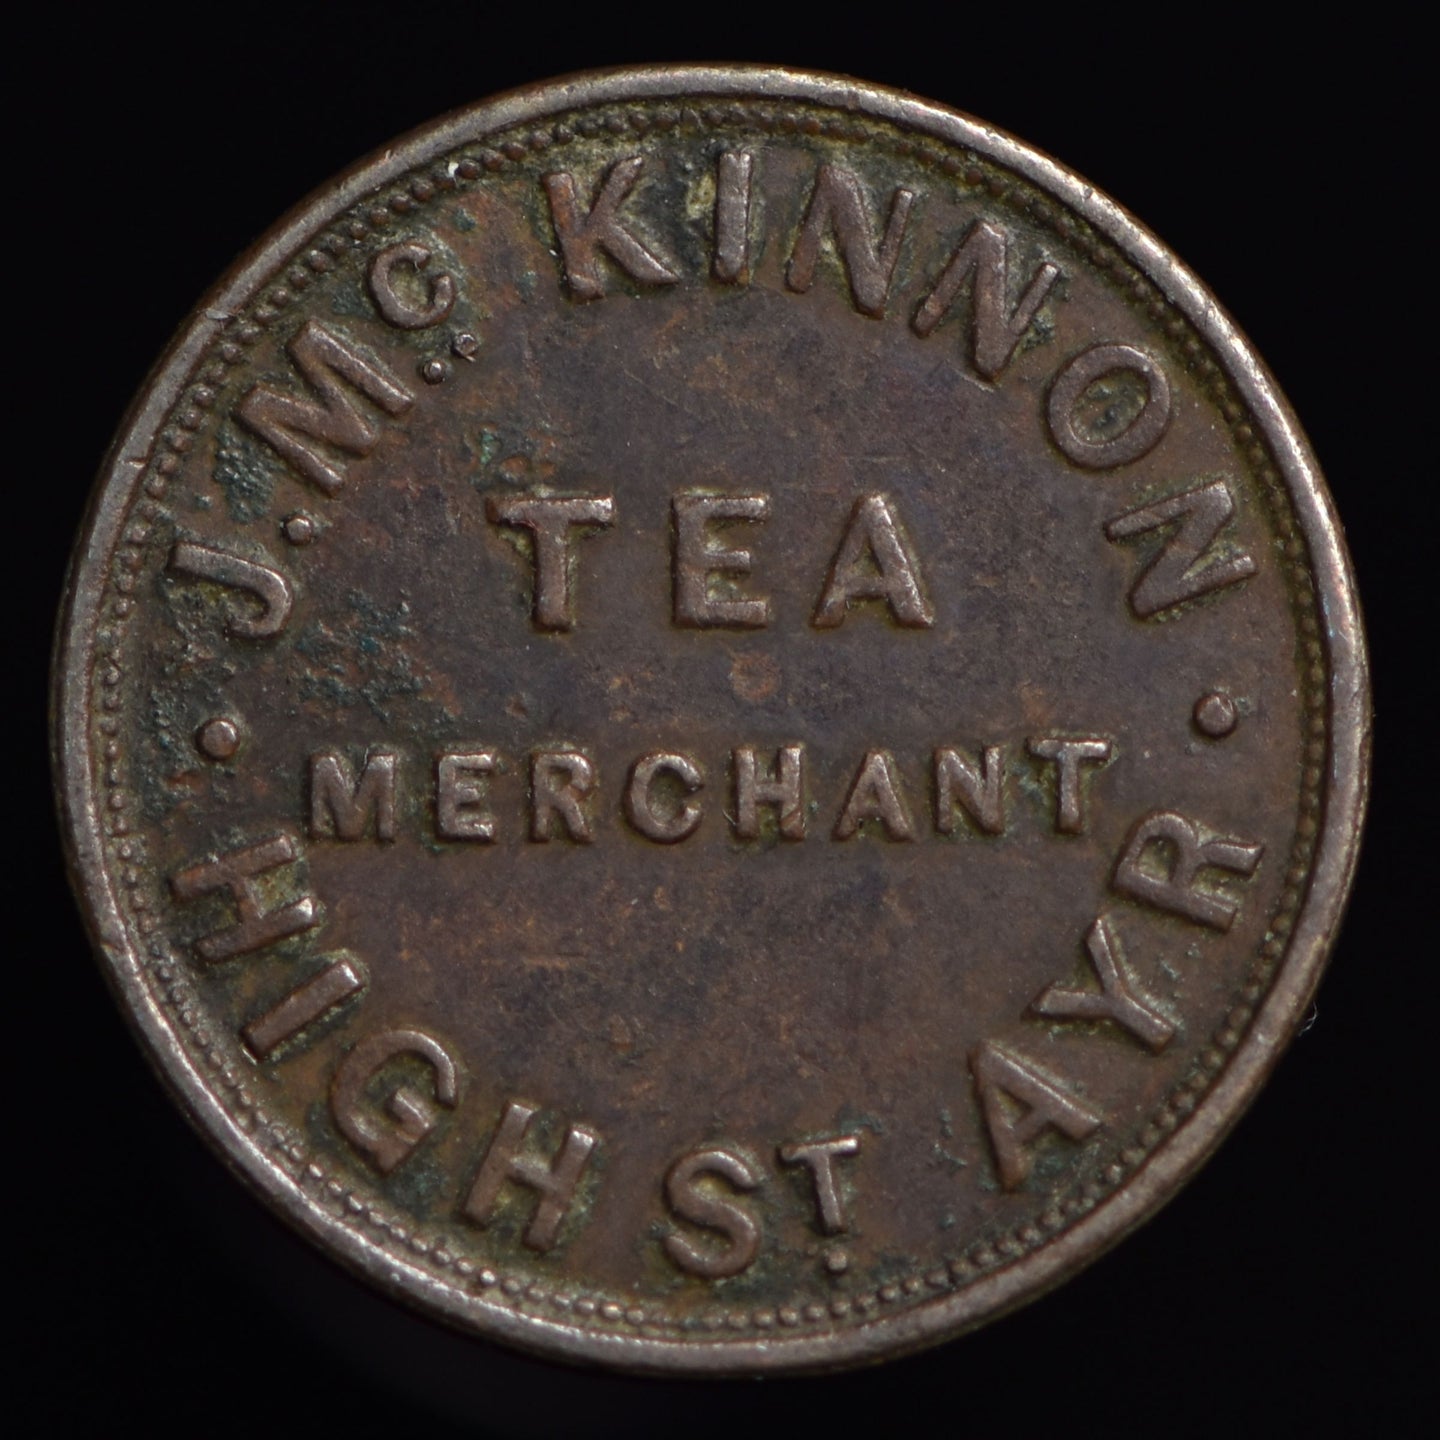 J. Mc. KINNON
TEA
MERCHANT
HIGH ST. AYR